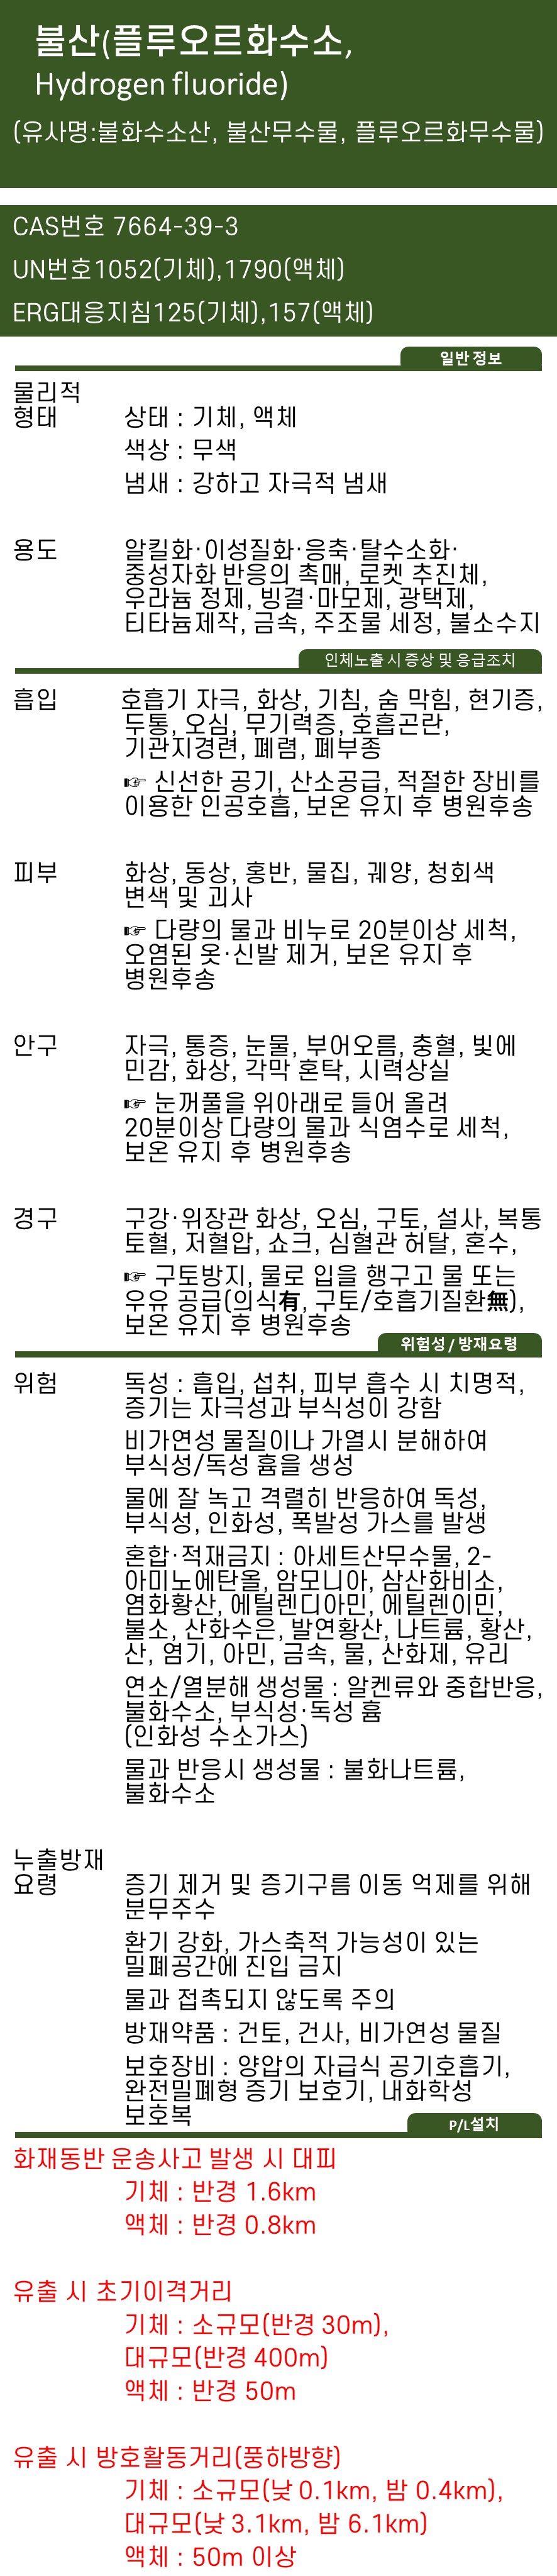 불산(플루오르화수소,
Hydrogen fluoride)
(유사명:불화수소산, 불산무수물, 플루오르화무수물)
CAS번호 7664-39-3
UN번호1052(기체),1790(액체)
ERG대응지침125(기체),157(액체)
일반 정보
물리적
형태 상태 : 기체, 액체
색상 : 무색
냄새 : 강하고 자극적 냄새
용도 알킬화·이성질화·응축·탈수소화·
중성자화 반응의 촉매, 로켓 추진체,
우라늄 정제, 빙결·마모제, 광택제,
티타늄제작, 금속, 주조물 세정, 불소수지
인체노출 시 증상 및 응급조치
흡입 호흡기 자극, 화상, 기침, 숨 막힘, 현기증,
두통, 오심, 무기력증, 호흡곤란,
기관지경련, 폐렴, 폐부종
☞ 신선한 공기, 산소공급, 적절한 장비를
이용한 인공호흡, 보온 유지 후 병원후송
피부 화상, 동상, 홍반, 물집, 궤양, 청회색
변색 및 괴사
☞ 다량의 물과 비누로 20분이상 세척,
오염된 옷·신발 제거, 보온 유지 후
병원후송
안구 자극, 통증, 눈물, 부어오름, 충혈, 빛에
민감, 화상, 각막 혼탁, 시력상실
☞ 눈꺼풀을 위아래로 들어 올려
20분이상 다량의 물과 식염수로 세척,
보온 유지 후 병원후송
경구 구강·위장관 화상, 오심, 구토, 설사, 복통
토혈, 저혈압, 쇼크, 심혈관 허탈, 혼수,
☞ 구토방지, 물로 입을 행구고 물 또는
우유 공급(의식有, 구토/호흡기질환無),
보온 유지 후 병원후송
위험성 / 방재요령
위험 독성 : 흡입, 섭취, 피부 흡수 시 치명적,
증기는 자극성과 부식성이 강함
비가연성 물질이나 가열시 분해하여
부식성/독성 흄을 생성
물에 잘 녹고 격렬히 반응하여 독성,
부식성, 인화성, 폭발성 가스를 발생
혼합·적재금지 : 아세트산무수물, 2-
아미노에탄올, 암모니아, 삼산화비소,
염화황산, 에틸렌디아민, 에틸렌이민,
불소, 산화수은, 발연황산, 나트륨, 황산,
산, 염기, 아민, 금속, 물, 산화제, 유리
연소/열분해 생성물 : 알켄류와 중합반응,
불화수소, 부식성·독성 흄
(인화성 수소가스)
물과 반응시 생성물 : 불화나트륨,
불화수소
누출방재
요령 증기 제거 및 증기구름 이동 억제를 위해
분무주수
환기 강화, 가스축적 가능성이 있는
밀폐공간에 진입 금지
물과 접촉되지 않도록 주의
방재약품 : 건토, 건사, 비가연성 물질
보호장비 : 양압의 자급식 공기호흡기,
완전밀폐형 증기 보호기, 내화학성
보호복
P/L설치
화재동반 운송사고 발생 시 대피
기체 : 반경 1.6km
액체 : 반경 0.8km
유출 시 초기이격거리
기체 : 소규모(반경 30m),
대규모(반경 400m)
액체 : 반경 50m
유출 시 방호활동거리(풍하방향)
기체 : 소규모(낮 0.1km, 밤 0.4km),
대규모(낮 3.1km, 밤 6.1km)
액체 : 50m 이상